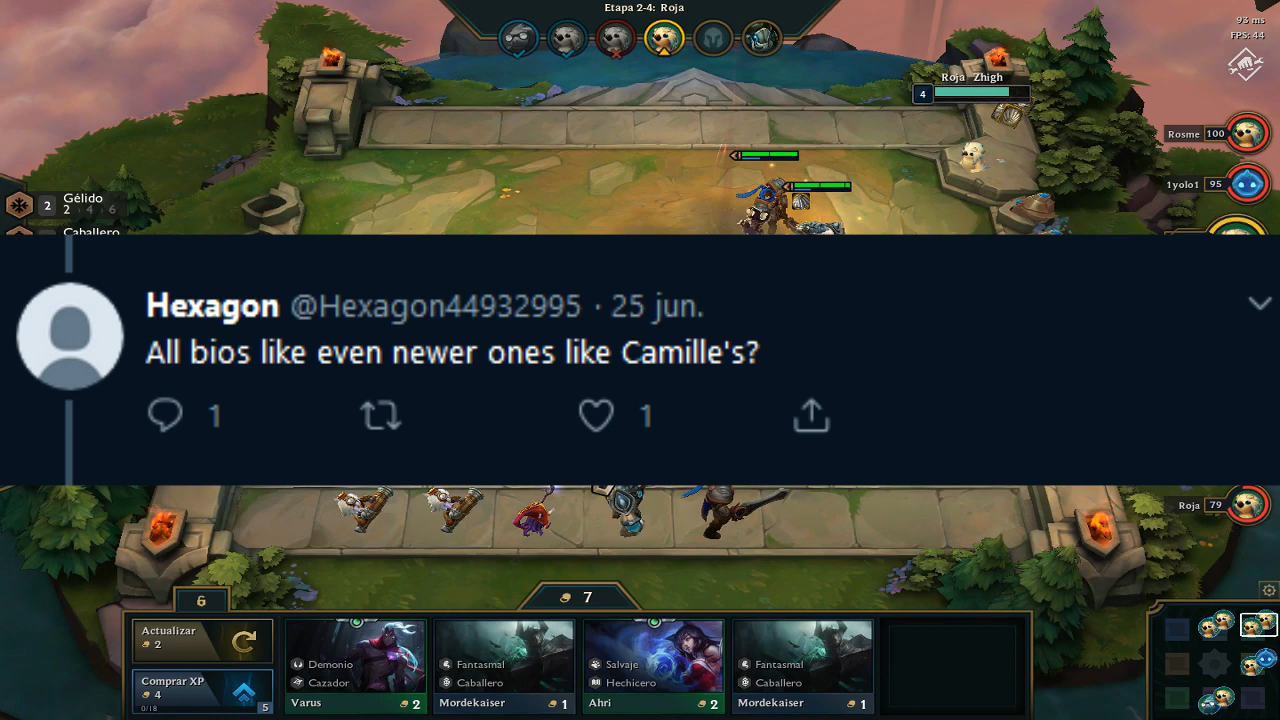 Etapa 2-4: Roja
93 ms
FPS: 44
Roja Zhigh
4
Rosme 100
1yolo1 95
2 Gélido
2 · 4 · 6
Caballero
Hexagon @Hexagon44932995 · 25 jun.
All bios like even newer ones like Camille's?
1
1
Roja 79
6
7
Actualizar
2
Comprar XP
4
0/18
5
Demonio
Cazador
Varus 2
Fantasmal
Caballero
Mordekaiser 1
Salvaje
Hechicero
Ahri 2
Fantasmal
Caballero
Mordekaiser 1